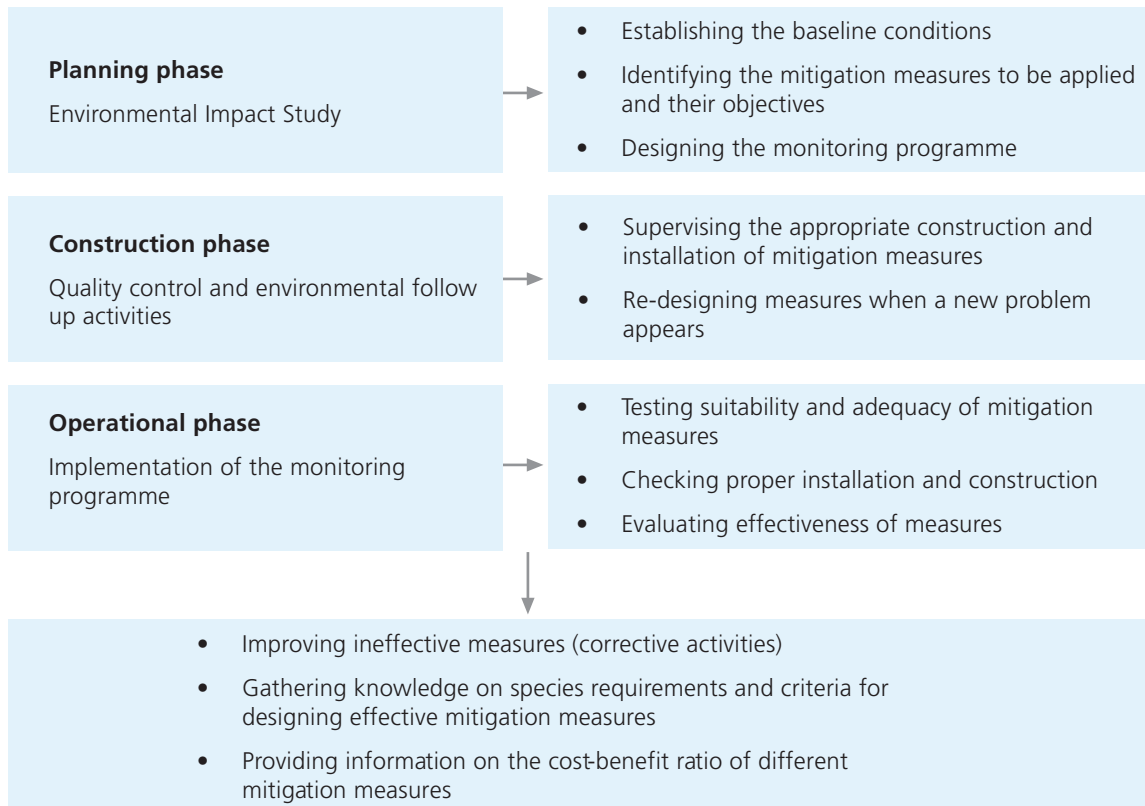 Planning phase
Environmental Impact Study
• Establishing the baseline conditions
• Identifying the mitigation measures to be applied
and their objectives
• Designing the monitoring programme
Construction phase
Quality control and environmental follow
up activities
• Supervising the appropriate construction and
installation of mitigation measures
• Re-designing measures when a new problem
appears
Operational phase
Implementation of the monitoring
programme
• Testing suitability and adequacy of mitigation
measures
• Checking proper installation and construction
• Evaluating effectiveness of measures
• Improving ineffective measures (corrective activities)
• Gathering knowledge on species requirements and criteria for
designing effective mitigation measures
• Providing information on the cost-benefit ratio of different
mitigation measures